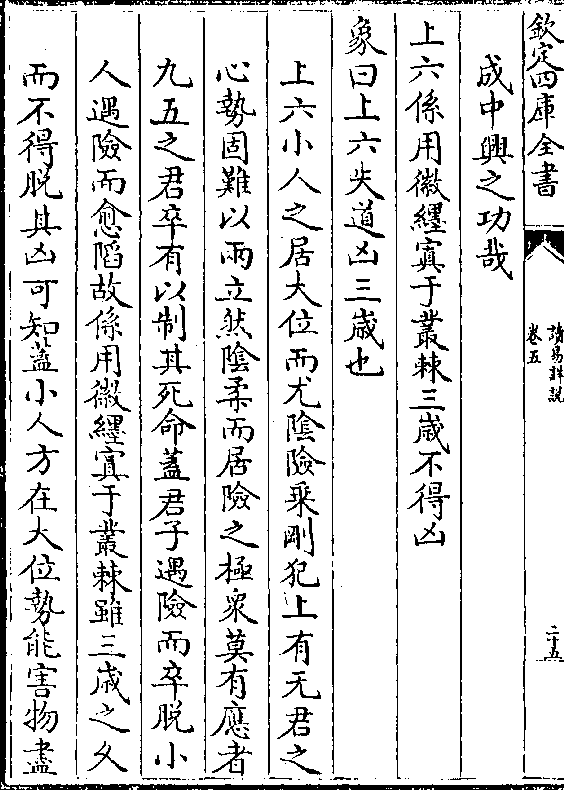 欽定四庫全書
讀易詳說
卷五
二十五
成中興之功哉
上六係用徽纆寘于叢棘三歲不得凶
象曰上六失道凶三歲也
上六小人之居大位而尤陰險乗剛犯上有无君之
心勢固難以兩立然陰柔而居險之極衆莫有應者
九五之君卒有以制其死命蓋君子遇險而卒脱小
人遇險而愈陷故係用徽纆寘于叢棘雖三歲之久
而不得脱其凶可知蓋小人方在大位勢能害物盡